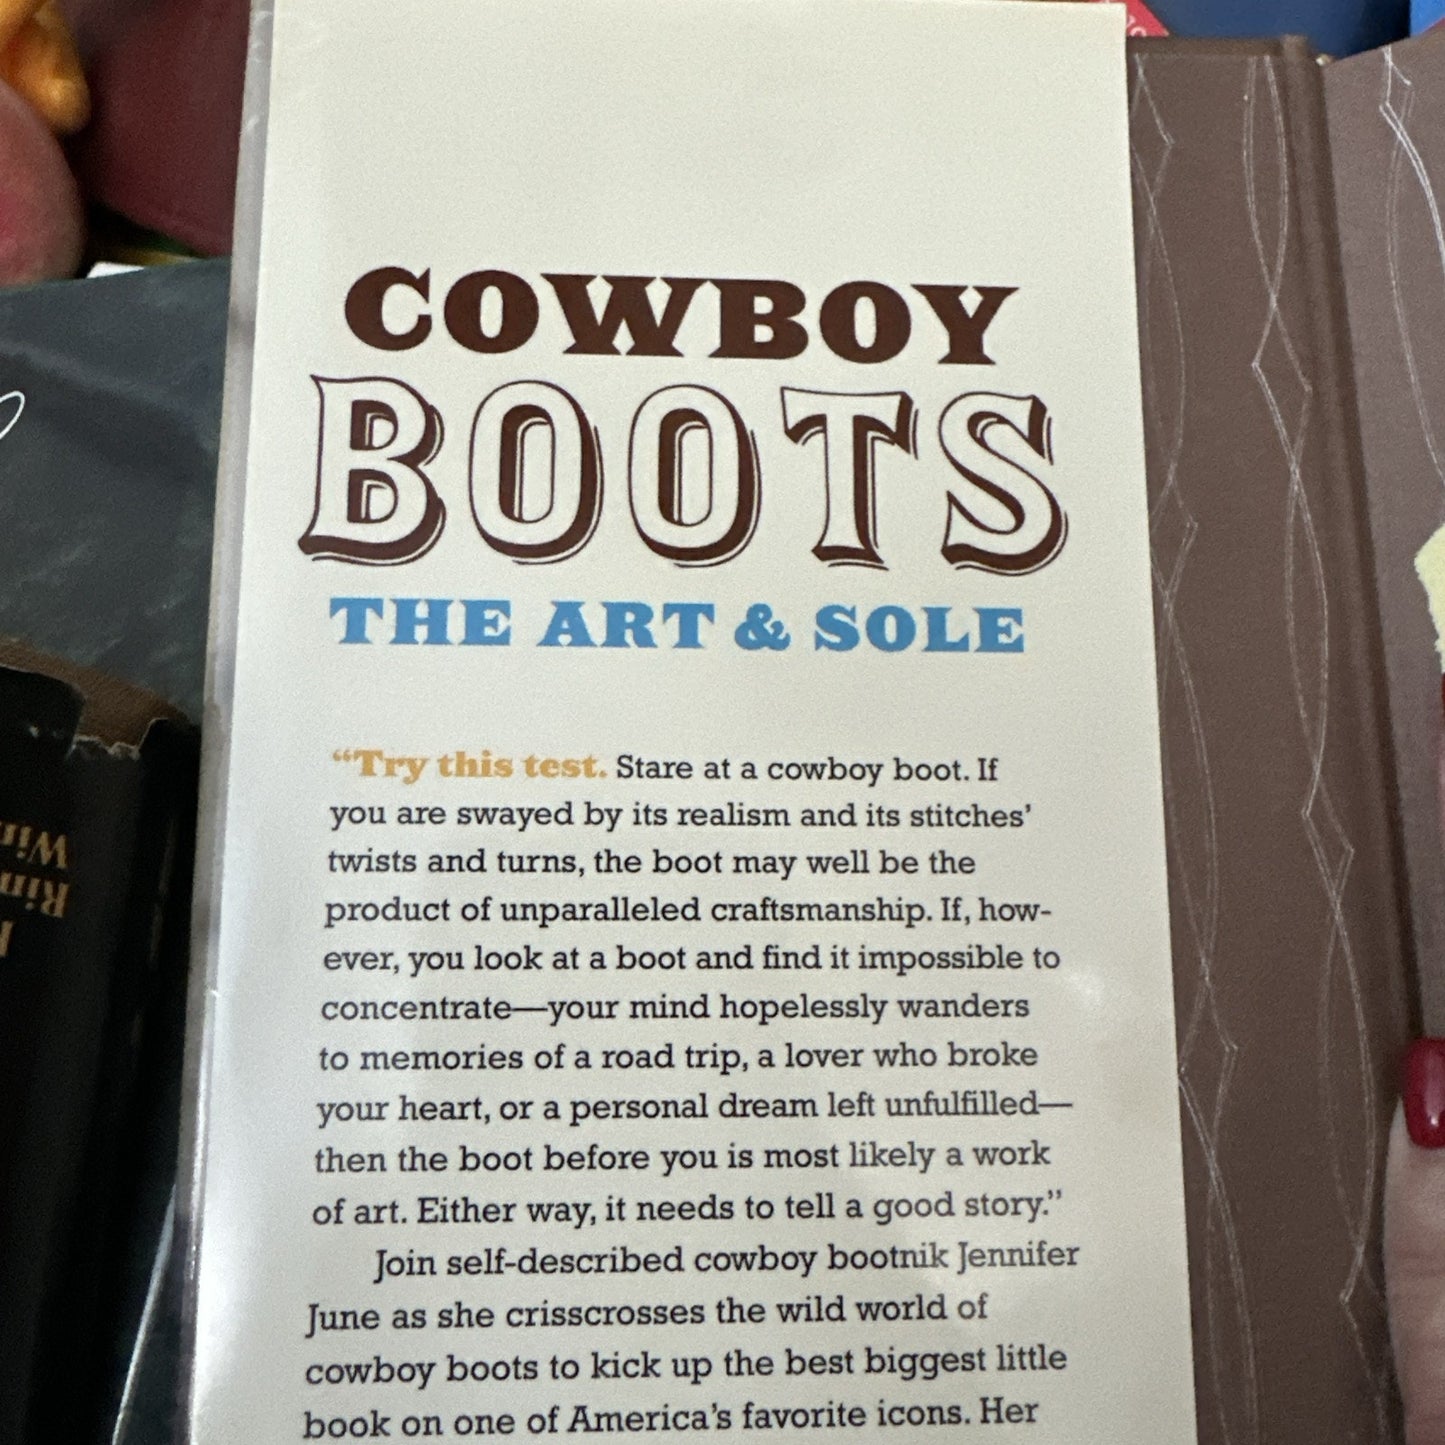 COWBOY
BOOTS
THE ART & SOLE
“Try this test. Stare at a cowboy boot. If
you are swayed by its realism and its stitches’
twists and turns, the boot may well be the
product of unparalleled craftsmanship. If, how-
ever, you look at a boot and find it impossible to
concentrate—your mind hopelessly wanders
to memories of a road trip, a lover who broke
your heart, or a personal dream left unfulfilled—
then the boot before you is most likely a work
of art. Either way, it needs to tell a good story.”
Join self-described cowboy bootnik Jennifer
June as she crisscrosses the wild world of
cowboy boots to kick up the best biggest little
book on one of America’s favorite icons. Her